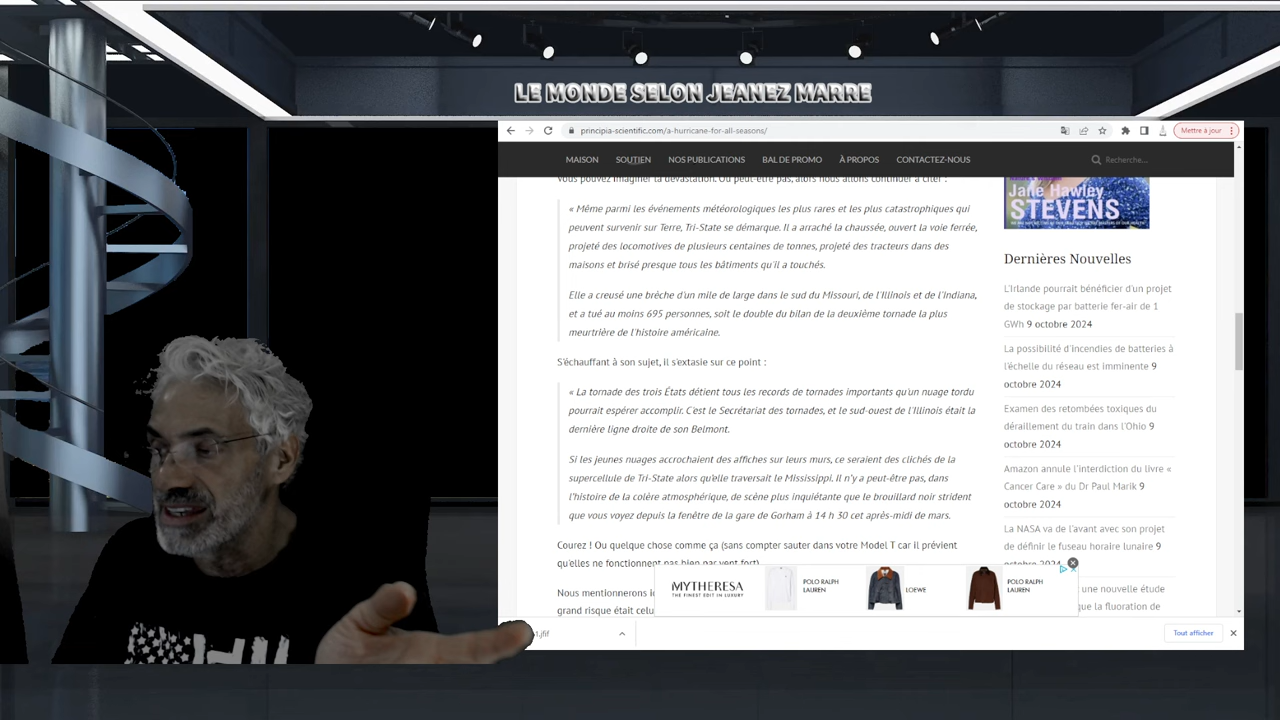 LE MONDE SELON JEANEZ MARRE
principia-scientific.com/a-hurricane-for-all-seasons/
Mettre à jour
MAISON SOUTIEN NOS PUBLICATIONS BAL DE PROMO À PROPOS CONTACTEZ-NOUS Recherche...
vous pouvez imaginer la dévastation. Ou peut-être pas, alors nous allons continuer à citer :
« Même parmi les événements météorologiques les plus rares et les plus catastrophiques qui
peuvent survenir sur Terre, Tri-State se démarque. Il a arraché la chaussée, ouvert la voie ferrée,
projeté des locomotives de plusieurs centaines de tonnes, projeté des tracteurs dans des
maisons et brisé presque tous les bâtiments qu'il a touchés.
Elle a creusé une brèche d'un mile de large dans le sud du Missouri, de l'Illinois et de l'Indiana,
et a tué au moins 695 personnes, soit le double du bilan de la deuxième tornade la plus
meurtrière de l'histoire américaine.
S'échauffant à son sujet, il s'extasie sur ce point :
« La tornade des trois États détient tous les records de tornades importants qu'un nuage tordu
pourrait espérer accomplir. C'est le Secrétariat des tornades, et le sud-ouest de l'Illinois était la
dernière ligne droite de son Belmont.
Si les jeunes nuages accrochaient des affiches sur leurs murs, ce seraient des clichés de la
supercellule de Tri-State alors qu'elle traversait le Mississippi. Il n'y a peut-être pas, dans
l'histoire de la colère atmosphérique, de scène plus inquiétante que le brouillard noir strident
que vous voyez depuis la fenêtre de la gare de Gorham à 14 h 30 cet après-midi de mars.
Courez ! Ou quelque chose comme ça (sans compter sauter dans votre Model T car il prévient
qu'elles ne fonctionnent pas bien par vent fort).
Nous mentionnerons
grand risque était
Jane Hawley
STEVENS
Dernières Nouvelles
L'Irlande pourrait bénéficier d'un projet
de stockage par batterie fer-air de 1
GWh 9 octobre 2024
La possibilité d'incendies de batteries à
l'échelle du réseau est imminente 9
octobre 2024
Examen des retombées toxiques du
déraillement du train dans l'Ohio 9
octobre 2024
Amazon annule l'interdiction du livre «
Cancer Care » du Dr Paul Marik 9
octobre 2024
La NASA va de l'avant avec son projet
de définir le fuseau horaire lunaire 9
octobre 2024
une nouvelle étude
que la fluoration de
MYTHERESA
THE FINEST EDIT IN LUXURY
POLO RALPH
LAUREN
LOEWE
POLO RALPH
LAUREN
1.jfif
Tout afficher